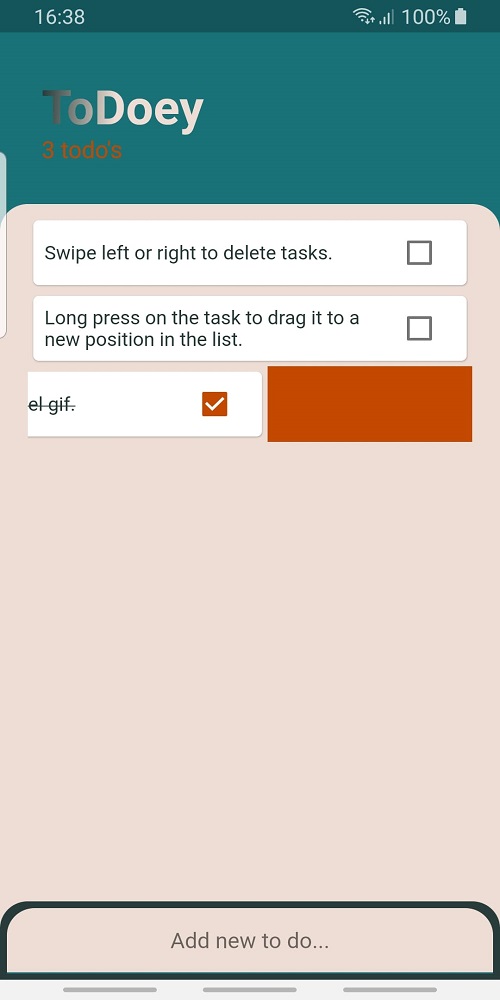 16:38
100%
ToDoey
3 todo's
Swipe left or right to delete tasks.
Long press on the task to drag it to a
new position in the list.
el gif.
Add new to do...